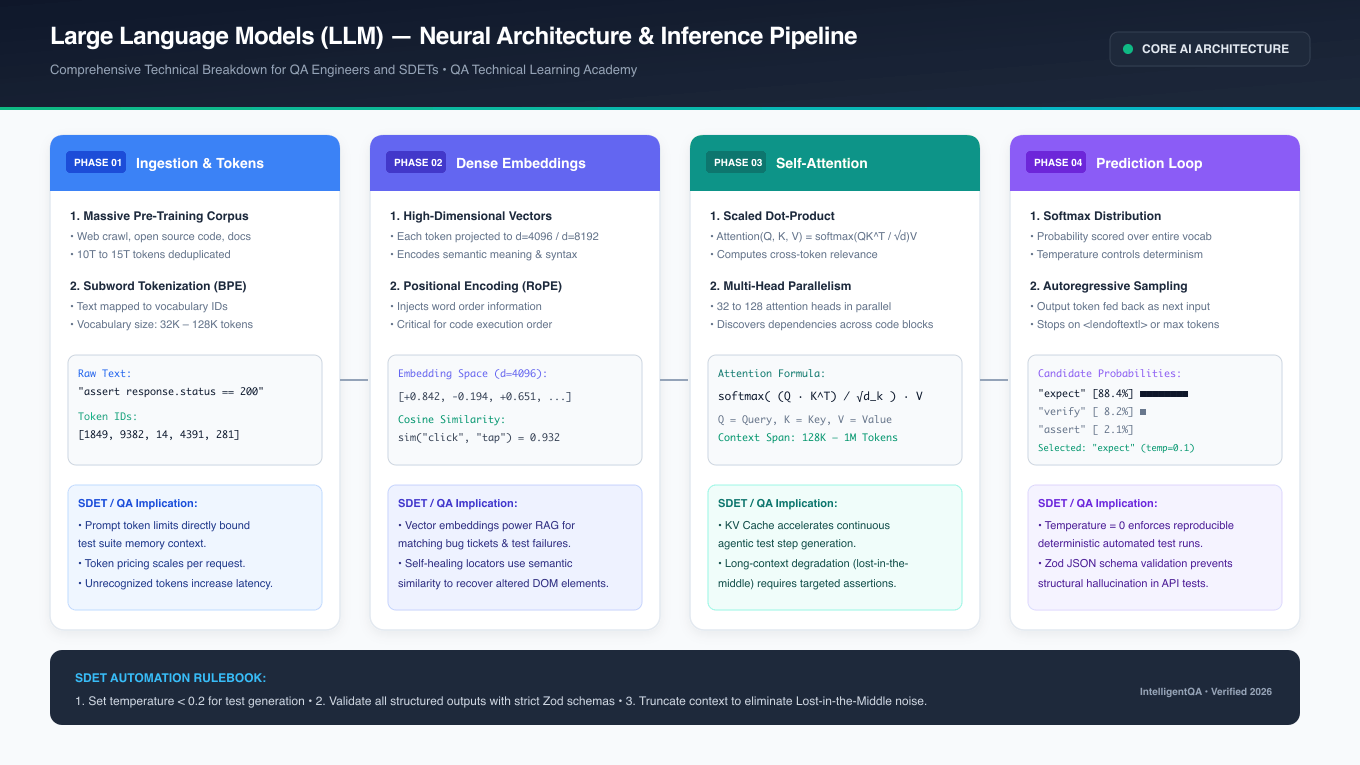 Large Language Models (LLM) — Neural Architecture & Inference Pipeline
Comprehensive Technical Breakdown for QA Engineers and SDETs • QA Technical Learning Academy
CORE AI ARCHITECTURE
PHASE 01 Ingestion & Tokens
1. Massive Pre-Training Corpus
• Web crawl, open source code, docs
• 10T to 15T tokens deduplicated
2. Subword Tokenization (BPE)
• Text mapped to vocabulary IDs
• Vocabulary size: 32K – 128K tokens
Raw Text:
"assert response.status == 200"
Token IDs:
[1849, 9382, 14, 4391, 281]
SDET / QA Implication:
• Prompt token limits directly bound
test suite memory context.
• Token pricing scales per request.
• Unrecognized tokens increase latency.
PHASE 02 Dense Embeddings
1. High-Dimensional Vectors
• Each token projected to d=4096 / d=8192
• Encodes semantic meaning & syntax
2. Positional Encoding (RoPE)
• Injects word order information
• Critical for code execution order
Embedding Space (d=4096):
[+0.842, -0.194, +0.651, ...]
Cosine Similarity:
sim("click", "tap") = 0.932
SDET / QA Implication:
• Vector embeddings power RAG for
matching bug tickets & test failures.
• Self-healing locators use semantic
similarity to recover altered DOM elements.
PHASE 03 Self-Attention
1. Scaled Dot-Product
• Attention(Q, K, V) = softmax(QK^T / √d)V
• Computes cross-token relevance
2. Multi-Head Parallelism
• 32 to 128 attention heads in parallel
• Discovers dependencies across code blocks
Attention Formula:
softmax( (Q · K^T) / √d_k ) · V
Q = Query, K = Key, V = Value
Context Span: 128K – 1M Tokens
SDET / QA Implication:
• KV Cache accelerates continuous
agentic test step generation.
• Long-context degradation (lost-in-the-
middle) requires targeted assertions.
PHASE 04 Prediction Loop
1. Softmax Distribution
• Probability scored over entire vocab
• Temperature controls determinism
2. Autoregressive Sampling
• Output token fed back as next input
• Stops on <|endoftext|> or max tokens
Candidate Probabilities:
"expect" [88.4%]
"verify" [ 8.2%]
"assert" [ 2.1%]
Selected: "expect" (temp=0.1)
SDET / QA Implication:
• Temperature = 0 enforces reproducible
deterministic automated test runs.
• Zod JSON schema validation prevents
structural hallucination in API tests.
SDET AUTOMATION RULEBOOK:
1. Set temperature < 0.2 for test generation • 2. Validate all structured outputs with strict Zod schemas • 3. Truncate context to eliminate Lost-in-the-Middle noise.
IntelligentQA • Verified 2026